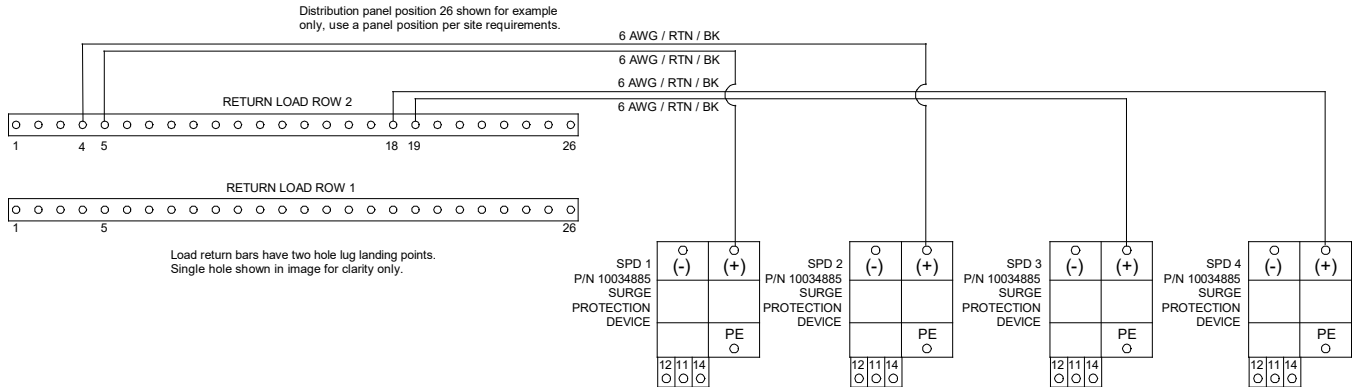 Distribution panel position 26 shown for example
only, use a panel position per site requirements.
6 AWG / RTN / BK
6 AWG / RTN / BK
6 AWG / RTN / BK
6 AWG / RTN / BK
RETURN LOAD ROW 2
1 4 5 18 19 26
RETURN LOAD ROW 1
1 5 26
Load return bars have two hole lug landing points.
Single hole shown in image for clarity only.
SPD 1
P/N 10034885
SURGE
PROTECTION
DEVICE
(-) (+)
PE
12 11 14
SPD 2
P/N 10034885
SURGE
PROTECTION
DEVICE
(-) (+)
PE
12 11 14
SPD 3
P/N 10034885
SURGE
PROTECTION
DEVICE
(-) (+)
PE
12 11 14
SPD 4
P/N 10034885
SURGE
PROTECTION
DEVICE
(-) (+)
PE
12 11 14